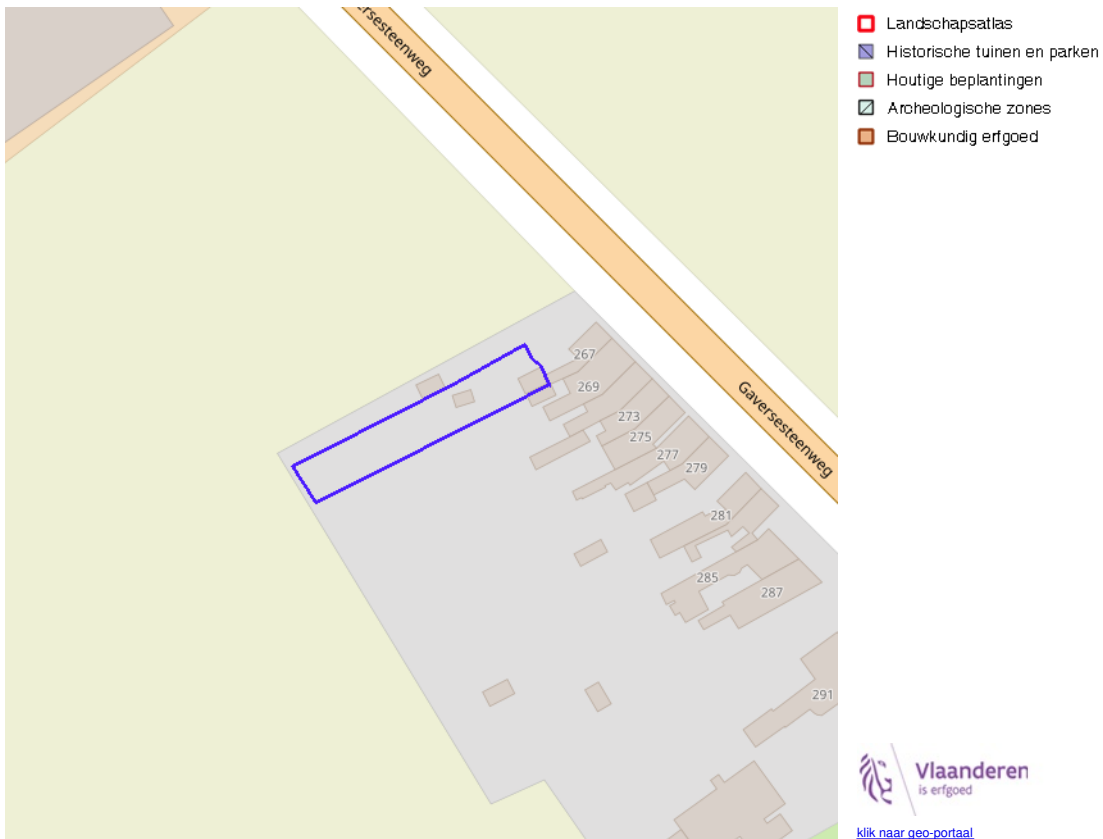 ersesteenweg
Gaversesteenweg
267
269
273
275
277
279
281
285
287
291
Landschapsatlas
Historische tuinen en parken
Houtige beplantingen
Archeologische zones
Bouwkundig erfgoed
Vlaanderen
is erfgoed
klik naar geo-portaal